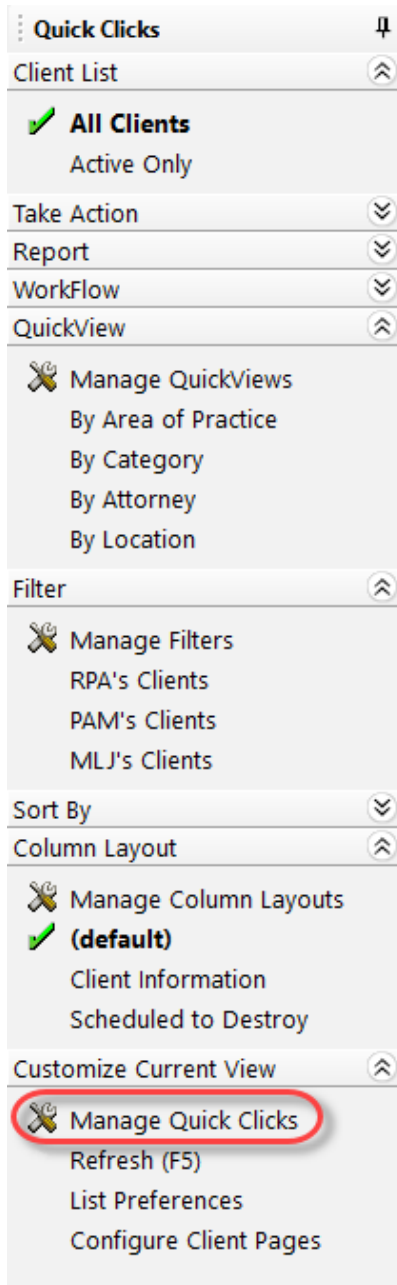 Quick Clicks
Client List
All Clients
Active Only
Take Action
Report
WorkFlow
QuickView
Manage QuickViews
By Area of Practice
By Category
By Attorney
By Location
Filter
Manage Filters
RPA's Clients
PAM's Clients
MLJ's Clients
Sort By
Column Layout
Manage Column Layouts
(default)
Client Information
Scheduled to Destroy
Customize Current View
Manage Quick Clicks
Refresh (F5)
List Preferences
Configure Client Pages